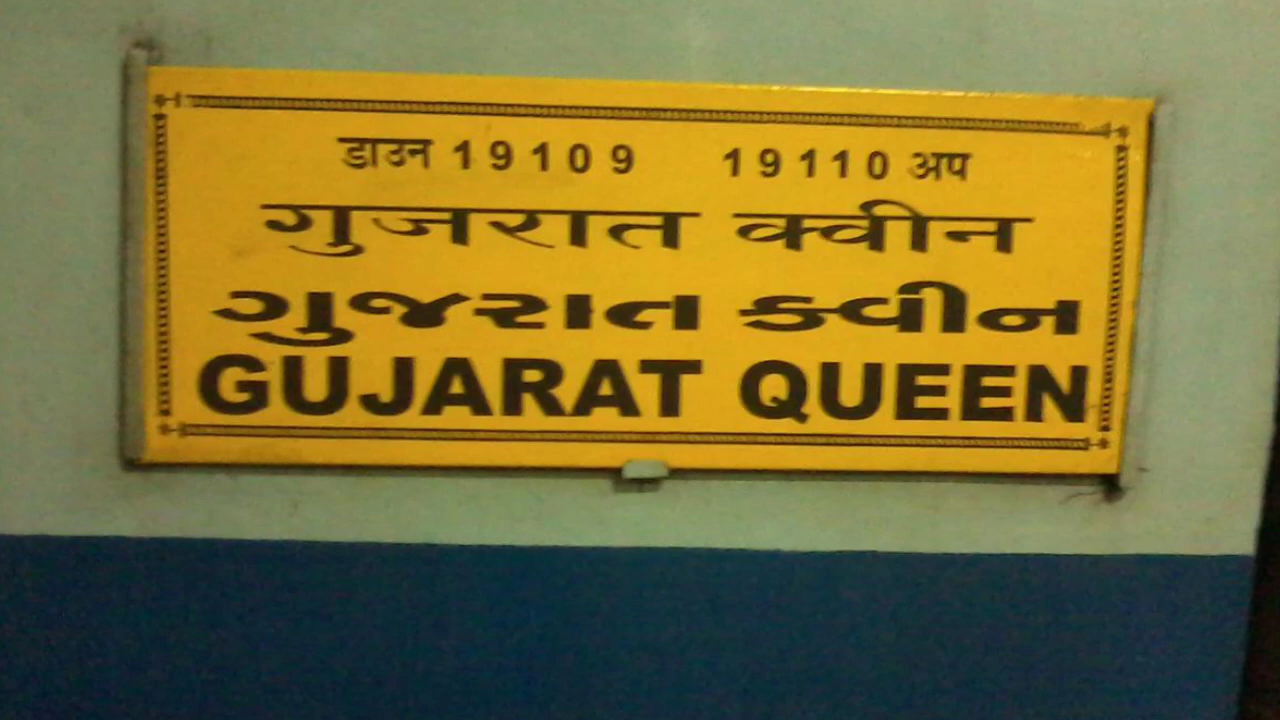 डाउन 19109 19110 अप
गुजरात क्वीन
ગુજરાત ક્વીન
GUJARAT QUEEN